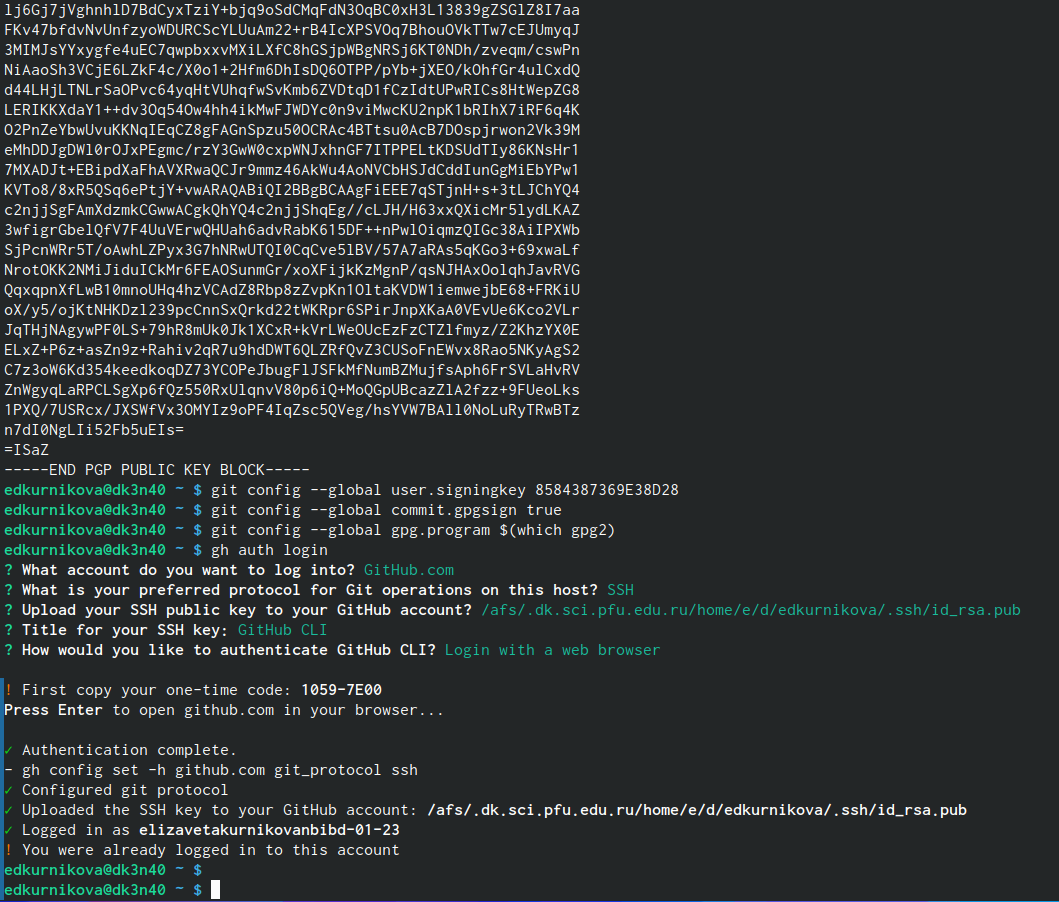 lj6Gj7jVghnhlD7BdCyxTziY+bjq9oSdCMqFdN3OqBC0xH3L13839gZSGlZ8I7aa
FKv47bfdvNvUnfzyoWDURCScYLUuAm22+rB4IcXPSVOq7BhouOVkTTw7cEJUmyqJ
3MIMJsYYxygfe4uEC7qwpbxxvMXiLXfC8hGSjpWBgNRSj6KT0NDh/zveqm/cswPn
NiAaoSh3VCjE6LZkF4c/X0o1+2Hfm6DhIsDQ6OTPP/pYb+jXEO/kOhfGr4ulCxdQ
d44LHjLTNLrSaOPvc64yqHtVUhqfwSvKmb6ZVDtqD1fCzIdtUPwRICs8HtWepZG8
LERIKKXdaY1++dv3Oq54Ow4hh4ikMwFJWDYc0n9viMwcKU2npK1bRIhX7iRF6q4K
O2PnZeYbwUvuKKNqIEqCZ8gFAGnSpzu50OCRAc4BTtsu0AcB7DOspjrwon2Vk39M
eMhDDJgDWl0rOJxPEgmc/rzY3GwW0cxpWNJxhnGF7ITPPELtKDSUdTIy86KNsHr1
7MXADJt+EBipdXaFhAVXRwaQCJr9mmz46AkWu4AoNVCbHSJdCddIunGgMiEbYPw1
KVTo8/8xR5QSq6ePtjY+vwARAQABiQI2BBgBCAAgFiEEE7qSTjnH+s+3tLJChYQ4
c2njjSgFAmXdzmkCGwwACgkQhYQ4c2njjShqEg//cLJH/H63xxQXicMr5lydLKAZ
3wfigrGbelQfV7F4UuVErwQHUah6advRabK615DF++nPwlOiqmzQIGc38AiIPXWb
SjPcnWRr5T/oAwhLZPyx3G7hNRwUTQI0CqCve5lBV/57A7aRAs5qKGo3+69xwaLf
NrotOKK2NMiJiduICkMr6FEAOSunmGr/xoXFijkKzMgnP/qsNJHAxOolqhJavRVG
QqxqpnXfLwB10mnoUHq4hzVCAdZ8Rbp8zZvpKn1OltaKVDW1iemwejbE68+FRKiU
oX/y5/ojKtNHKDzl239pcCnnSxQrkd22tWKRpr6SPirJnpXKaA0VEvUe6Kco2VLr
JqTHjNAgywPF0LS+79hR8mUk0Jk1XCxR+kVrLWeOUcEzFzCTZlfmyz/Z2KhzYX0E
ELxZ+P6z+asZn9z+Rahiv2qR7u9hdDWT6QLZRfQvZ3CUSoFnEWvx8Rao5NKyAgS2
C7z3oW6Kd354keedkoqDZ73YCOPeJbugFlJSFkMfNumBZMujfsAph6FrSVLaHvRV
ZnWgyqLaRPCLSgXp6fQz550RxUlqnvV80p6iQ+MoQGpUBcazZlA2fzz+9FUeoLks
1PXQ/7USRcx/JXSWfVx3OMYIz9oPF4IqZsc5QVeg/hsYVW7BAll0NoLuRyTRwBTz
n7dI0NgLIi52Fb5uEIs=
=ISaZ
-----END PGP PUBLIC KEY BLOCK-----
edkurnikova@dk3n40 ~ $ git config --global user.signingkey 8584387369E38D28
edkurnikova@dk3n40 ~ $ git config --global commit.gpgsign true
edkurnikova@dk3n40 ~ $ git config --global gpg.program $(which gpg2)
edkurnikova@dk3n40 ~ $ gh auth login
? What account do you want to log into? GitHub.com
? What is your preferred protocol for Git operations on this host? SSH
? Upload your SSH public key to your GitHub account? /afs/.dk.sci.pfu.edu.ru/home/e/d/edkurnikova/.ssh/id_rsa.pub
? Title for your SSH key: GitHub CLI
? How would you like to authenticate GitHub CLI? Login with a web browser
! First copy your one-time code: 1059-7E00
Press Enter to open github.com in your browser...
✓ Authentication complete.
- gh config set -h github.com git_protocol ssh
✓ Configured git protocol
✓ Uploaded the SSH key to your GitHub account: /afs/.dk.sci.pfu.edu.ru/home/e/d/edkurnikova/.ssh/id_rsa.pub
✓ Logged in as elizavetakurnikovanbibd-01-23
! You were already logged in to this account
edkurnikova@dk3n40 ~ $
edkurnikova@dk3n40 ~ $